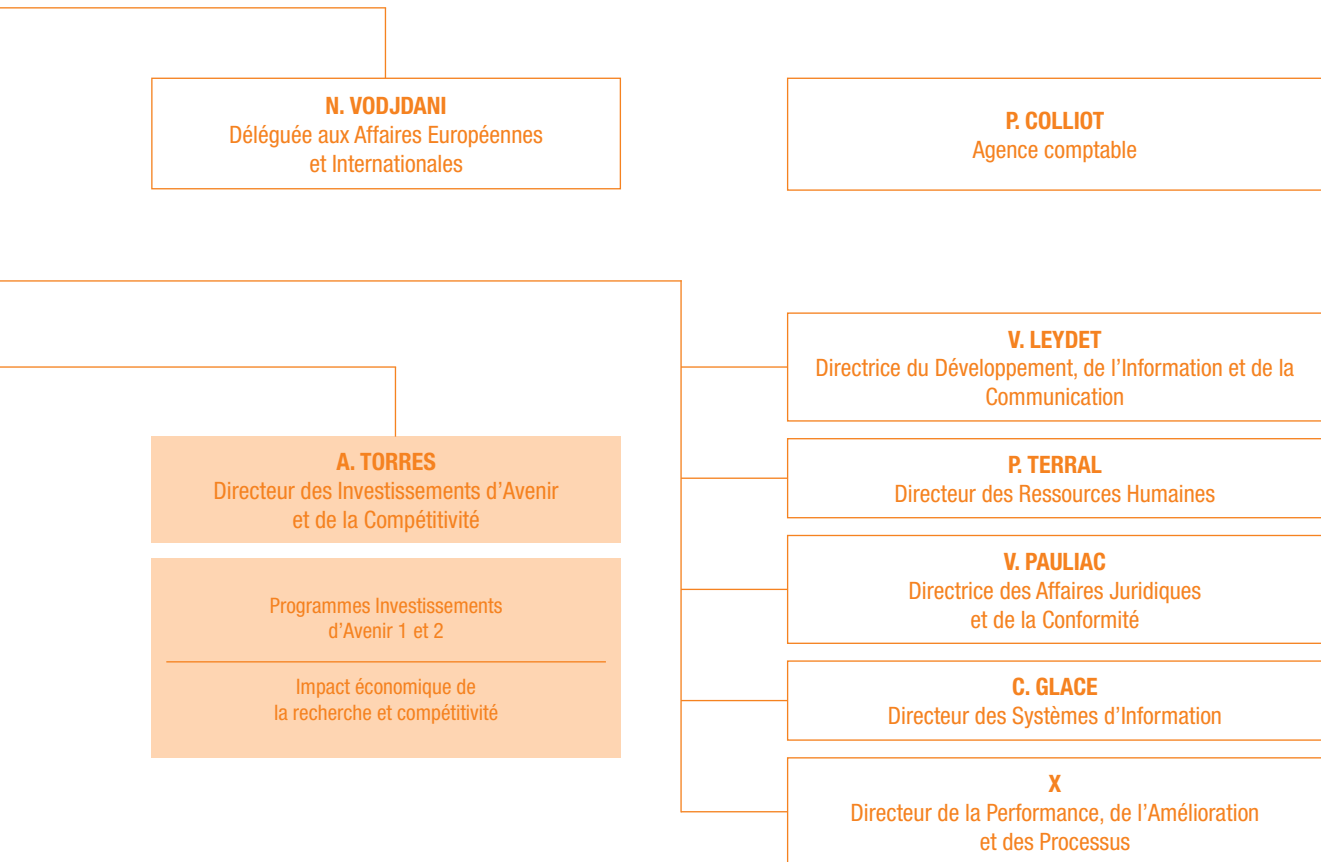 N. VODJDANI
Déléguée aux Affaires Européennes
et Internationales
P. COLLIOT
Agence comptable
A. TORRES
Directeur des Investissements d’Avenir
et de la Compétitivité
Programmes Investissements
d’Avenir 1 et 2
Impact économique de
la recherche et compétitivité
V. LEYDET
Directrice du Développement, de l’Information et de la
Communication
P. TERRAL
Directeur des Ressources Humaines
V. PAULIAC
Directrice des Affaires Juridiques
et de la Conformité
C. GLACE
Directeur des Systèmes d’Information
X
Directeur de la Performance, de l’Amélioration
et des Processus